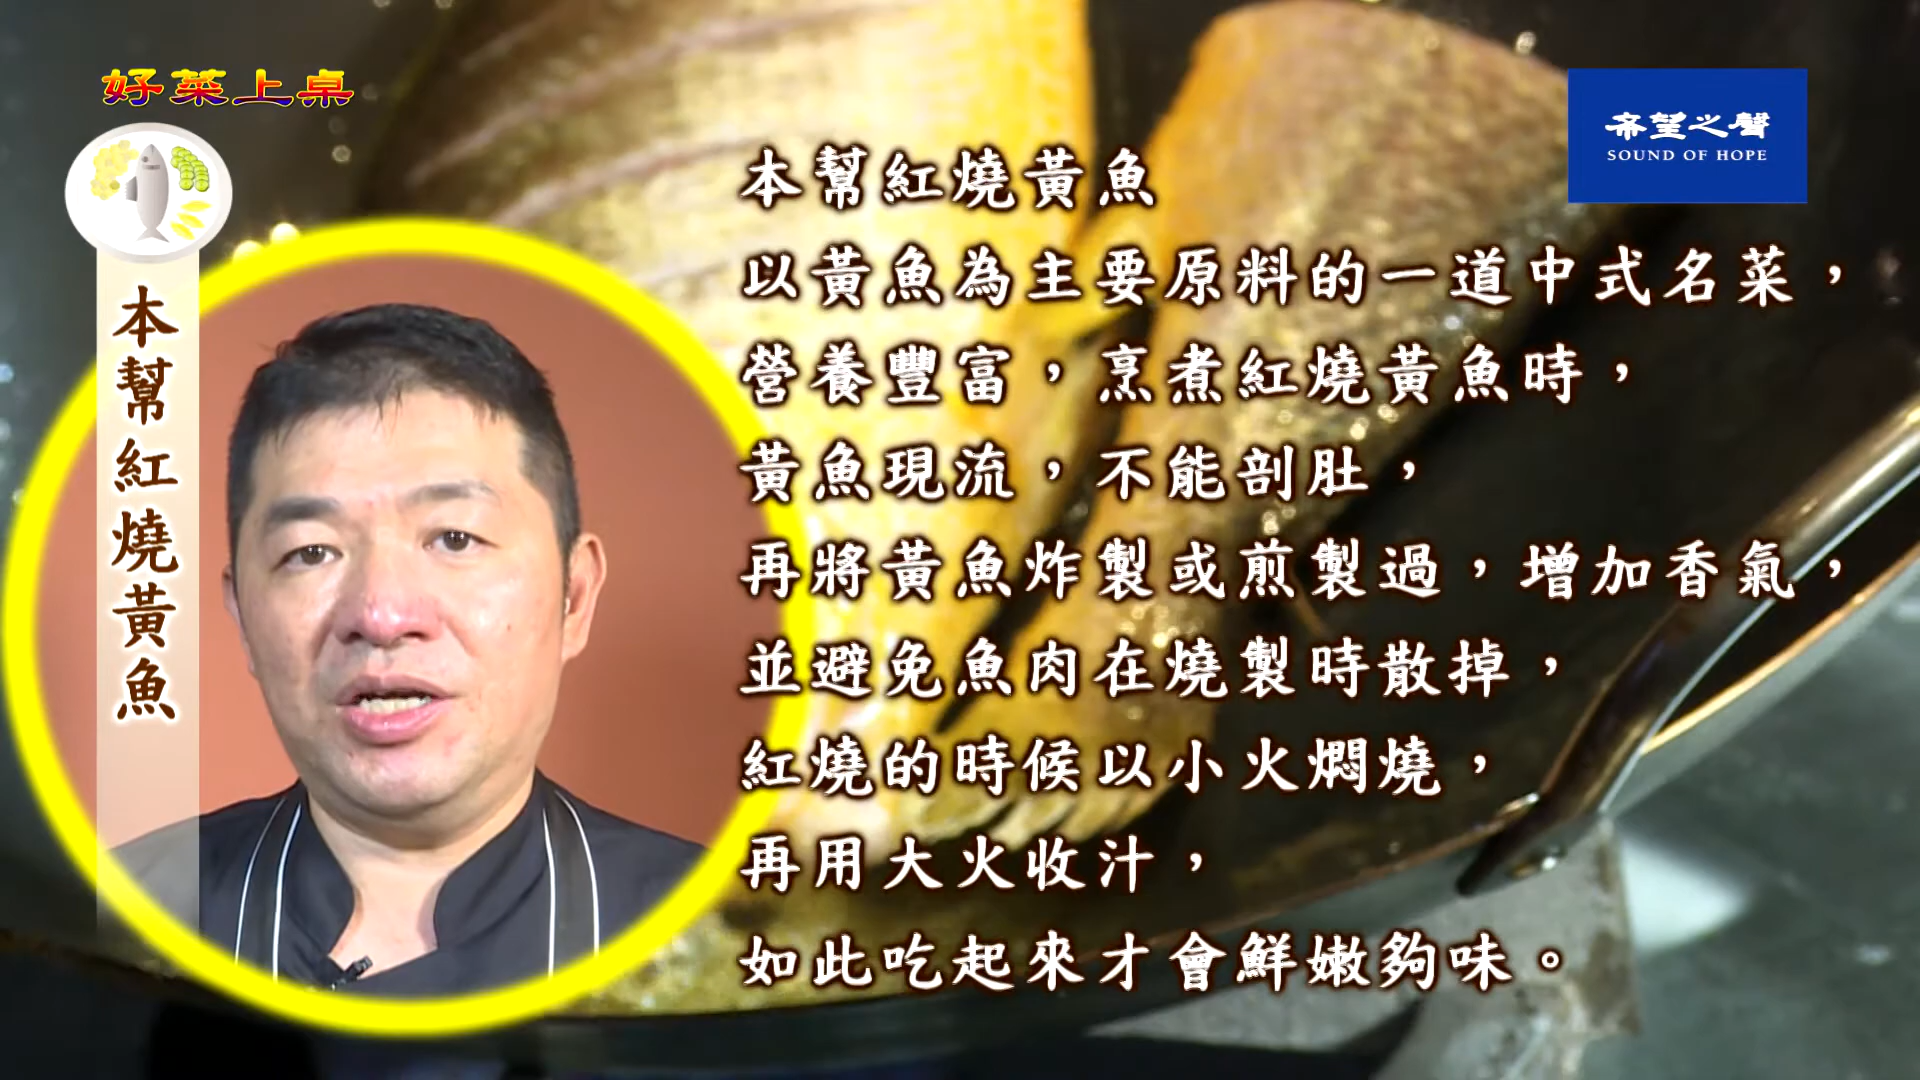 好菜上桌
希望之聲
SOUND OF HOPE
本幫紅燒黃魚
本幫紅燒黃魚
以黃魚為主要原料的一道中式名菜，
營養豐富，烹煮紅燒黃魚時，
黃魚現流，不能剖肚，
再將黃魚炸製或煎製過，增加香氣，
並避免魚肉在燒製時散掉，
紅燒的時候以小火燜燒，
再用大火收汁，
如此吃起來才會鮮嫩夠味。